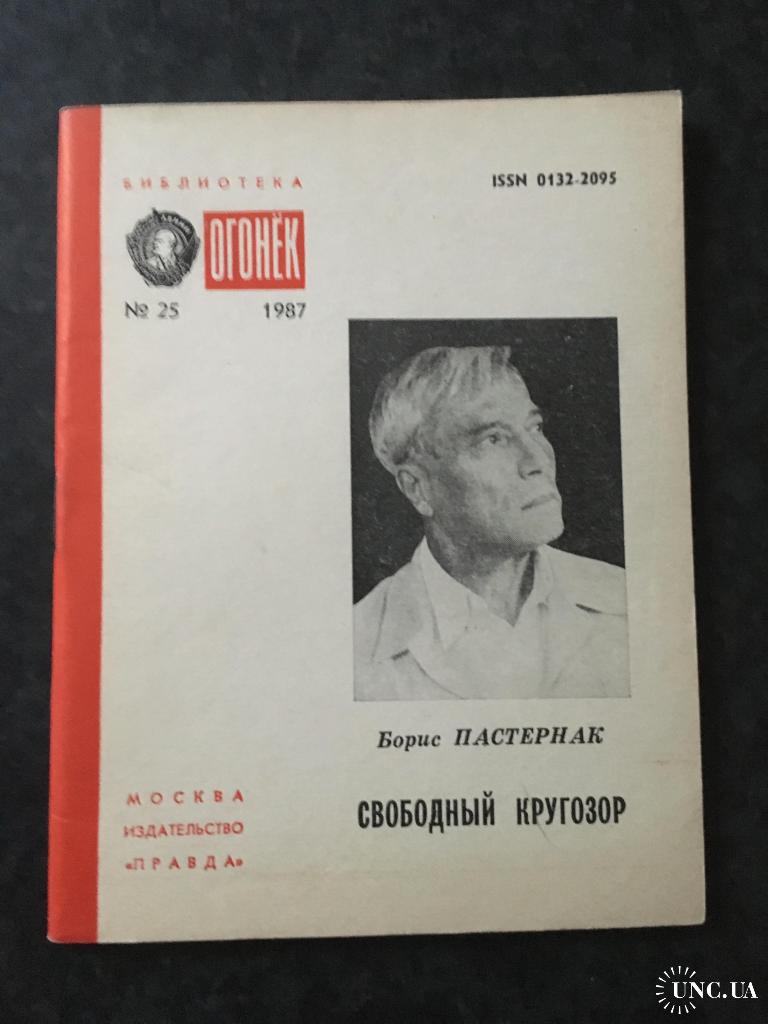 БИБЛИОТЕКА
ISSN 0132-2095
ОГОНЁК
№ 25 1987
Борис ПАСТЕРНАК
СВОБОДНЫЙ КРУГОЗОР
МОСКВА
ИЗДАТЕЛЬСТВО
«ПРАВДА»
UNC.UA